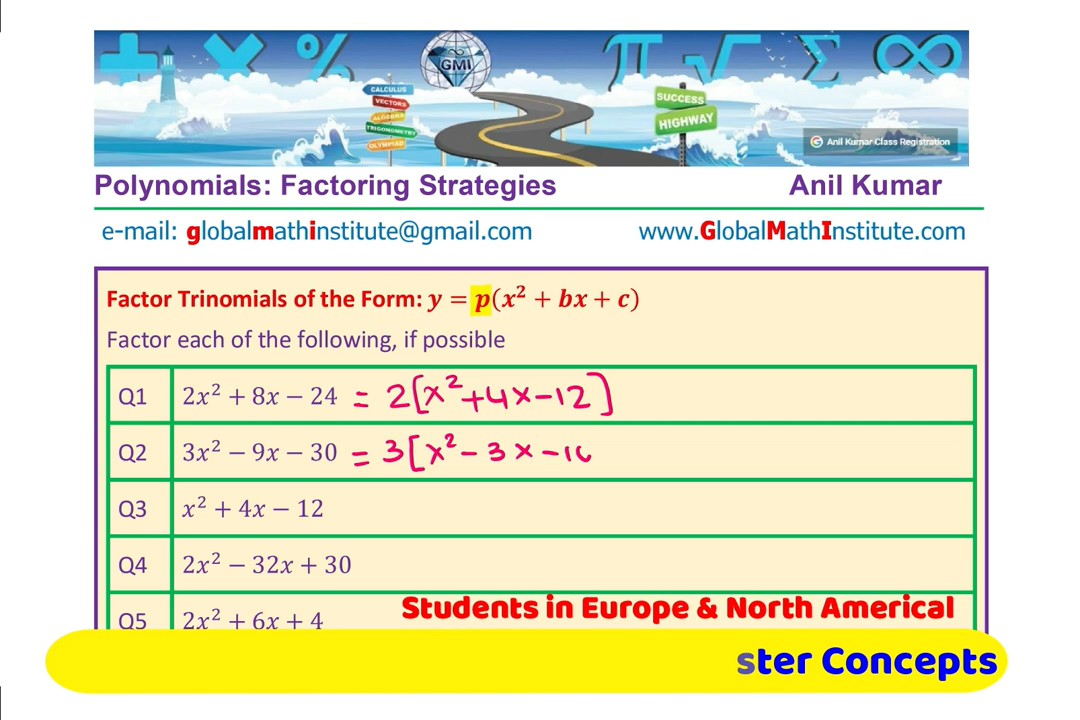 + × % GMI π √ Σ ∞
CALCULUS
VECTORS
ALGEBRA
TRIGONOMETRY
OLYMPIAD
SUCCESS
HIGHWAY
Anil Kumar Class Registration
Polynomials: Factoring Strategies Anil Kumar
e-mail: globalmathinstitute@gmail.com www.GlobalMathInstitute.com
Factor Trinomials of the Form: y = p(x² + bx + c)
Factor each of the following, if possible
Q1 2x² + 8x − 24 = 2[x²+4x−12]
Q2 3x² − 9x − 30 = 3[x²−3x−10
Q3 x² + 4x − 12
Q4 2x² − 32x + 30
Q5 2x² + 6x + 4
Students in Europe & North Americal
ster Concepts